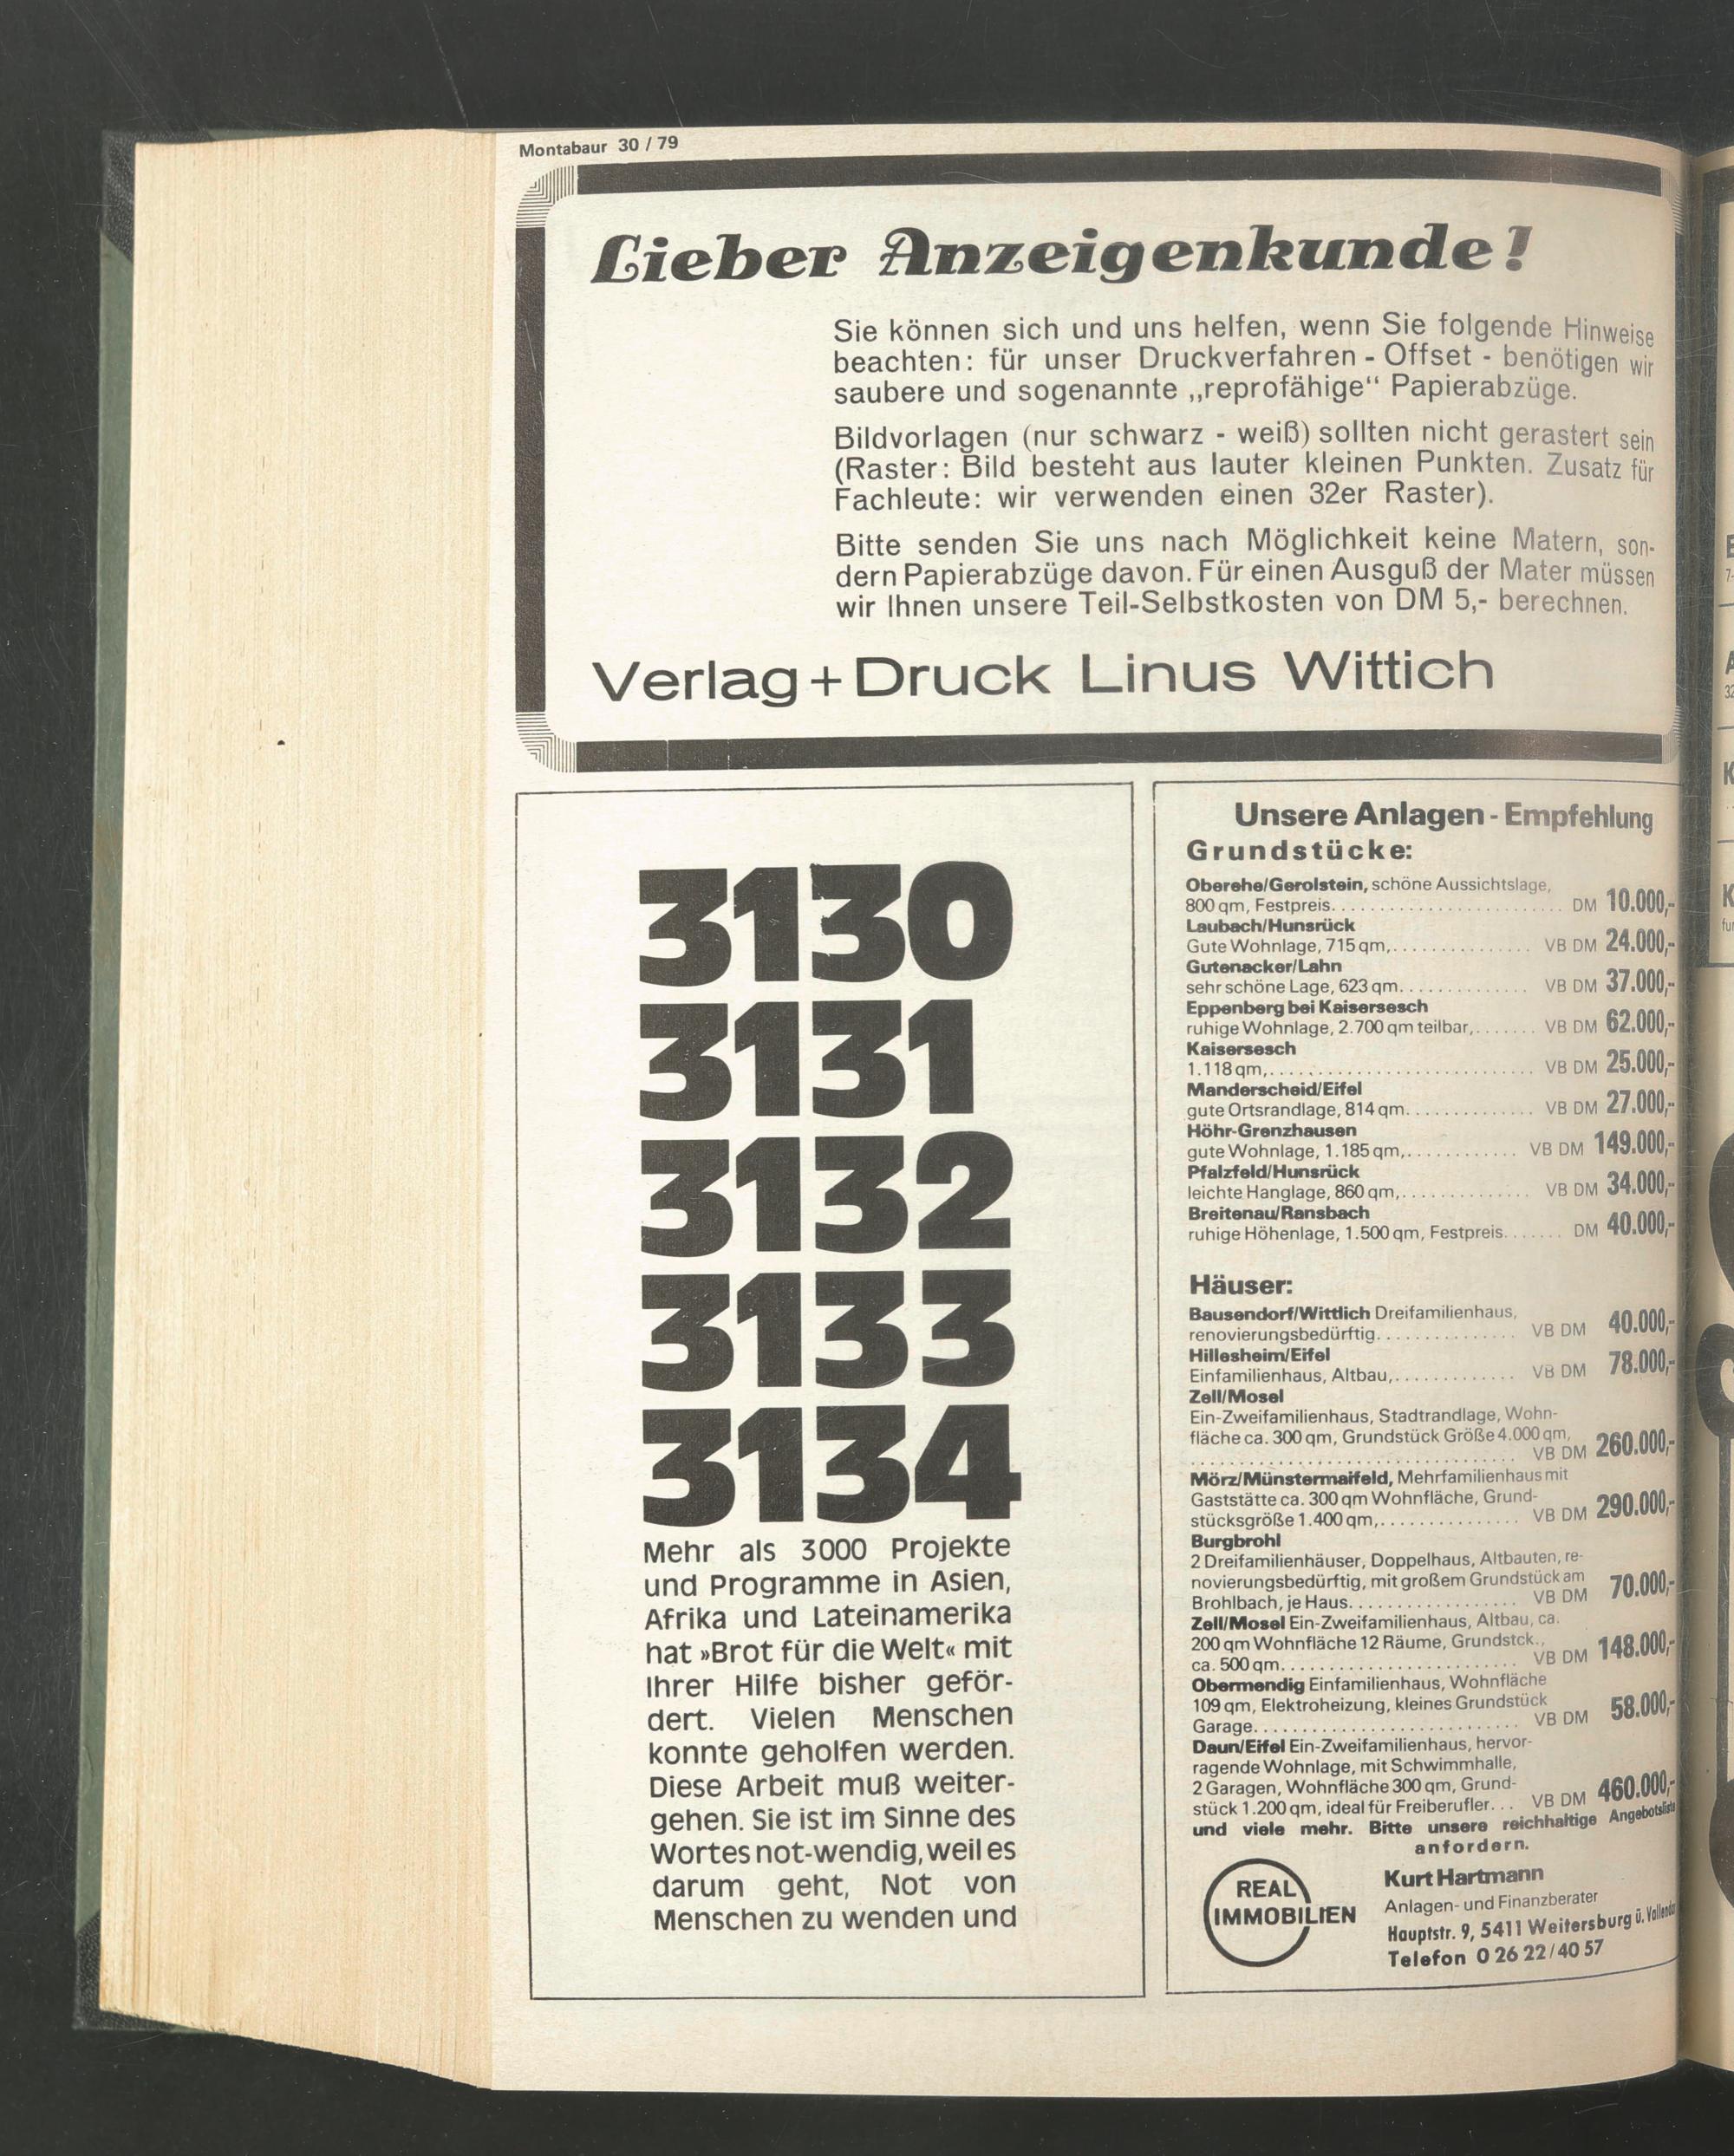 Montabaur 30 / 79
Lieber Anzeigenkunde!
Sie können sich und uns helfen, wenn Sie folgende Hinweise
beachten: für unser Druckverfahren - Offset - benötigen wir
saubere und sogenannte „reprofähige“ Papierabzüge.
Bildvorlagen (nur schwarz - weiß) sollten nicht gerastert sein
(Raster: Bild besteht aus lauter kleinen Punkten. Zusatz für
Fachleute: wir verwenden einen 32er Raster).
Bitte senden Sie uns nach Möglichkeit keine Matern, son-
dern Papierabzüge davon. Für einen Ausguß der Mater müssen
wir Ihnen unsere Teil-Selbstkosten von DM 5,- berechnen.
Verlag+Druck Linus Wittich
3130
3131
3132
3133
3134
Mehr als 3000 Projekte
und Programme in Asien,
Afrika und Lateinamerika
hat »Brot für die Welt« mit
Ihrer Hilfe bisher geför-
dert. Vielen Menschen
konnte geholfen werden.
Diese Arbeit muß weiter-
gehen. Sie ist im Sinne des
Wortes not-wendig, weil es
darum geht, Not von
Menschen zu wenden und
Unsere Anlagen - Empfehlung
Grundstücke:
Oberehe/Gerolstein, schöne Aussichtslage,
800 qm, Festpreis. . . . . . . . . . . . . . . . . . . . . . . . . DM 10.000,-
Laubach/Hunsrück
Gute Wohnlage, 715 qm,. . . . . . . . . . . . . . . VB DM 24.000,-
Gutenacker/Lahn
sehr schöne Lage, 623 qm. . . . . . . . . . . . . . VB DM 37.000,-
Eppenberg bei Kaisersesch
ruhige Wohnlage, 2.700 qm teilbar,. . . . . . . VB DM 62.000,-
Kaisersesch
1.118 qm,. . . . . . . . . . . . . . . . . . . . . . . . . . . . VB DM 25.000,-
Manderscheid/Eifel
gute Ortsrandlage, 814 qm. . . . . . . . . . . . . . VB DM 27.000,-
Höhr-Grenzhausen
gute Wohnlage, 1.185 qm,. . . . . . . . . . . . VB DM 149.000,-
Pfalzfeld/Hunsrück
leichte Hanglage, 860 qm,. . . . . . . . . . . . . . VB DM 34.000,-
Breitenau/Ransbach
ruhige Höhenlage, 1.500 qm, Festpreis. . . . . . . DM 40.000,-
Häuser:
Bausendorf/Wittlich Dreifamilienhaus,
renovierungsbedürftig. . . . . . . . . . . . . . . VB DM 40.000,-
Hillesheim/Eifel
Einfamilienhaus, Altbau,. . . . . . . . . . . . . VB DM 78.000,-
Zell/Mosel
Ein-Zweifamilienhaus, Stadtrandlage, Wohn-
fläche ca. 300 qm, Grundstück Größe 4.000 qm,
. . . . . . . . . . . . . . . . . . . . . . . . . . . . . . . . . . . VB DM 260.000,-
Mörz/Münstermaifeld, Mehrfamilienhaus mit
Gaststätte ca. 300 qm Wohnfläche, Grund-
stücksgröße 1.400 qm,. . . . . . . . . . . . . . . VB DM 290.000,-
Burgbrohl
2 Dreifamilienhäuser, Doppelhaus, Altbauten, re-
novierungsbedürftig, mit großem Grundstück am
Brohlbach, je Haus. . . . . . . . . . . . . . . . . . VB DM 70.000,-
Zell/Mosel Ein-Zweifamilienhaus, Altbau, ca.
200 qm Wohnfläche 12 Räume, Grundstck.,
ca. 500 qm. . . . . . . . . . . . . . . . . . . . . . . . . VB DM 148.000,-
Obermendig Einfamilienhaus, Wohnfläche
109 qm, Elektroheizung, kleines Grundstück
Garage. . . . . . . . . . . . . . . . . . . . . . . . . . . . VB DM 58.000,-
Daun/Eifel Ein-Zweifamilienhaus, hervor-
ragende Wohnlage, mit Schwimmhalle,
2 Garagen, Wohnfläche 300 qm, Grund-
stück 1.200 qm, ideal für Freiberufler. . . VB DM 460.000,-
und viele mehr. Bitte unsere reichhaltige Angebotsliste
anfordern.
REAL
IMMOBILIEN
Kurt Hartmann
Anlagen- und Finanzberater
Hauptstr. 9, 5411 Weitersburg ü. Vallendar
Telefon 0 26 22 / 40 57